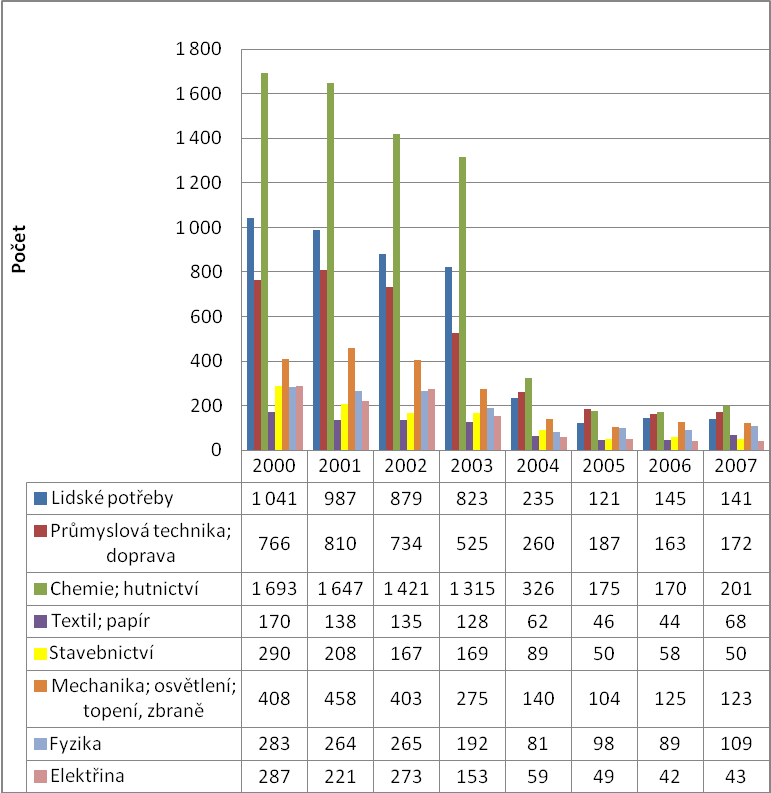 Počet
1 800
1 600
1 400
1 200
1 000
800
600
400
200
0
2000 2001 2002 2003 2004 2005 2006 2007
Lidské potřeby 1 041 987 879 823 235 121 145 141
Průmyslová technika;
doprava 766 810 734 525 260 187 163 172
Chemie; hutnictví 1 693 1 647 1 421 1 315 326 175 170 201
Textil; papír 170 138 135 128 62 46 44 68
Stavebnictví 290 208 167 169 89 50 58 50
Mechanika; osvětlení;
topení, zbraně 408 458 403 275 140 104 125 123
Fyzika 283 264 265 192 81 98 89 109
Elektřina 287 221 273 153 59 49 42 43